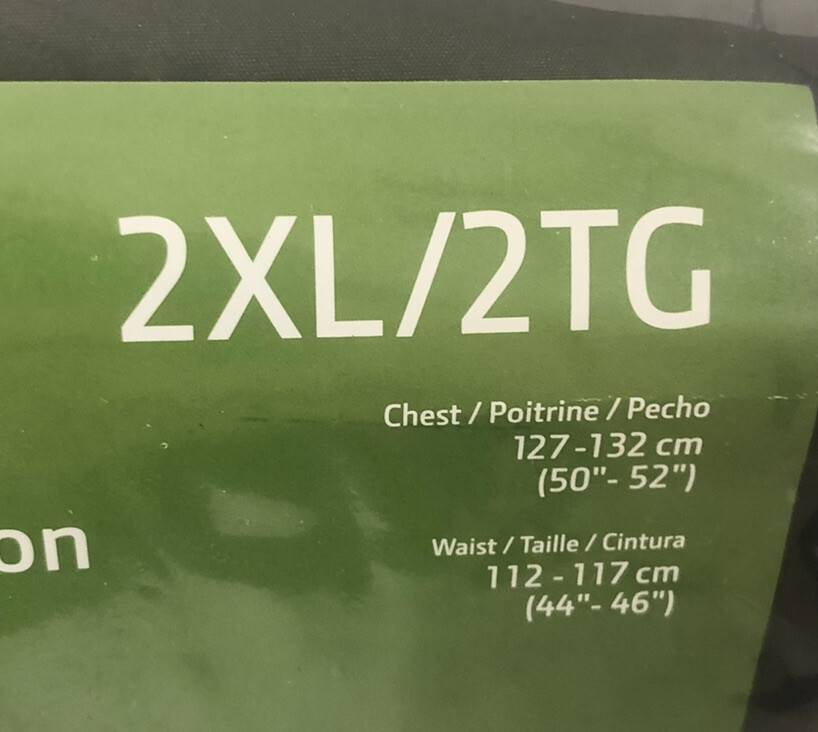 2XL/2TG
Chest / Poitrine / Pecho
127-132 cm
(50"- 52")
on
Waist / Taille / Cintura
112 - 117 cm
(44"- 46")